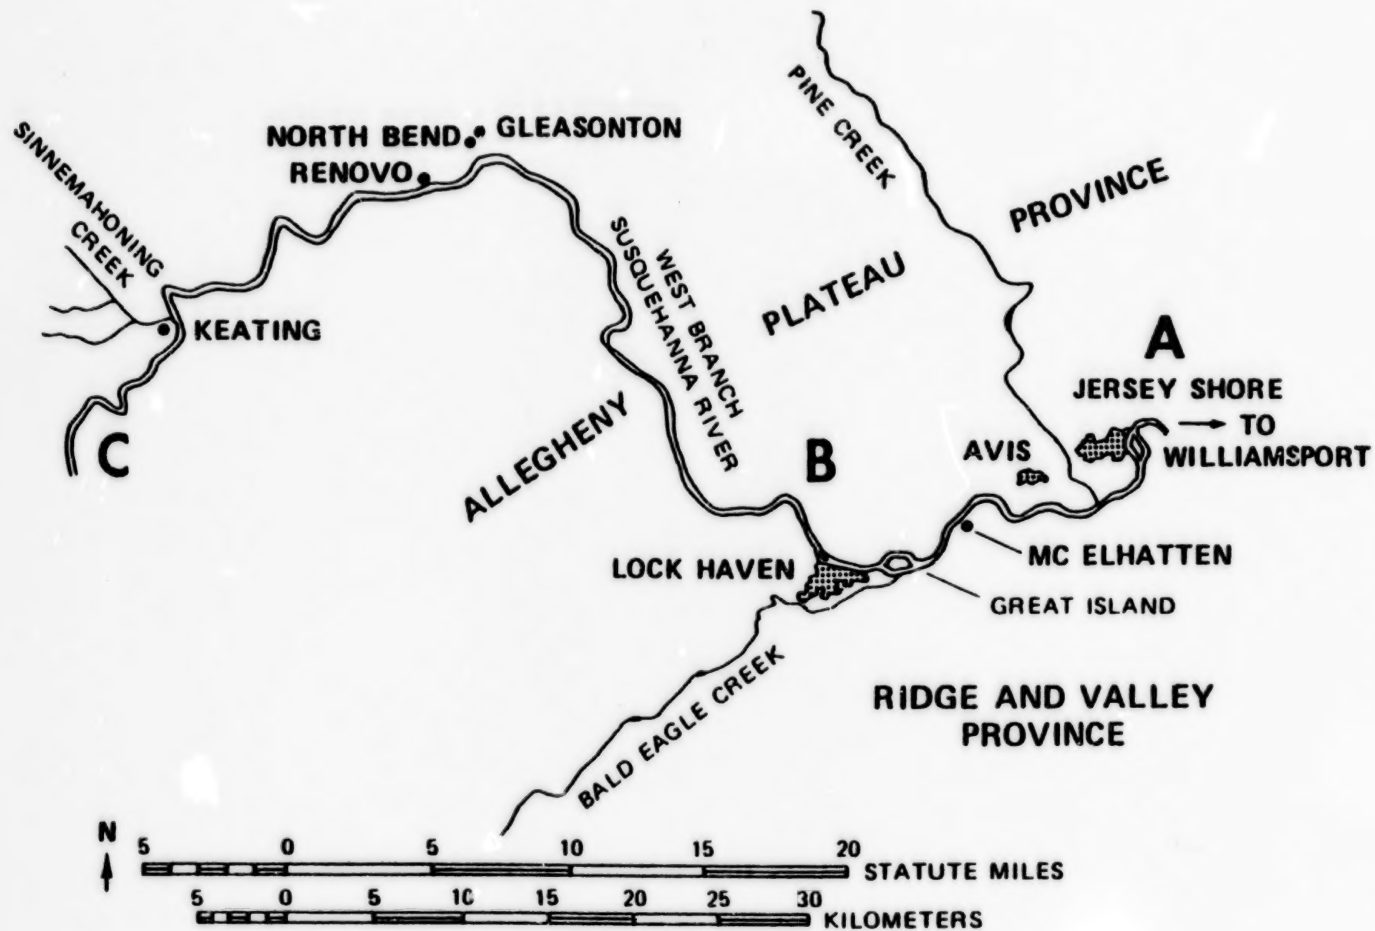 SINNEMAHONING
CREEK
NORTH BEND
GLEASONTON
RENOVO
KEATING
C
WEST BRANCH
SUSQUEHANNA RIVER
PINE CREEK
ALLEGHENY
PLATEAU
PROVINCE
A
JERSEY SHORE
TO
WILLIAMSPORT
AVIS
B
LOCK HAVEN
MC ELHATTEN
GREAT ISLAND
BALD EAGLE CREEK
RIDGE AND VALLEY
PROVINCE
N
5 0 5 10 15 20
STATUTE MILES
5 0 5 10 15 20 25 30
KILOMETERS